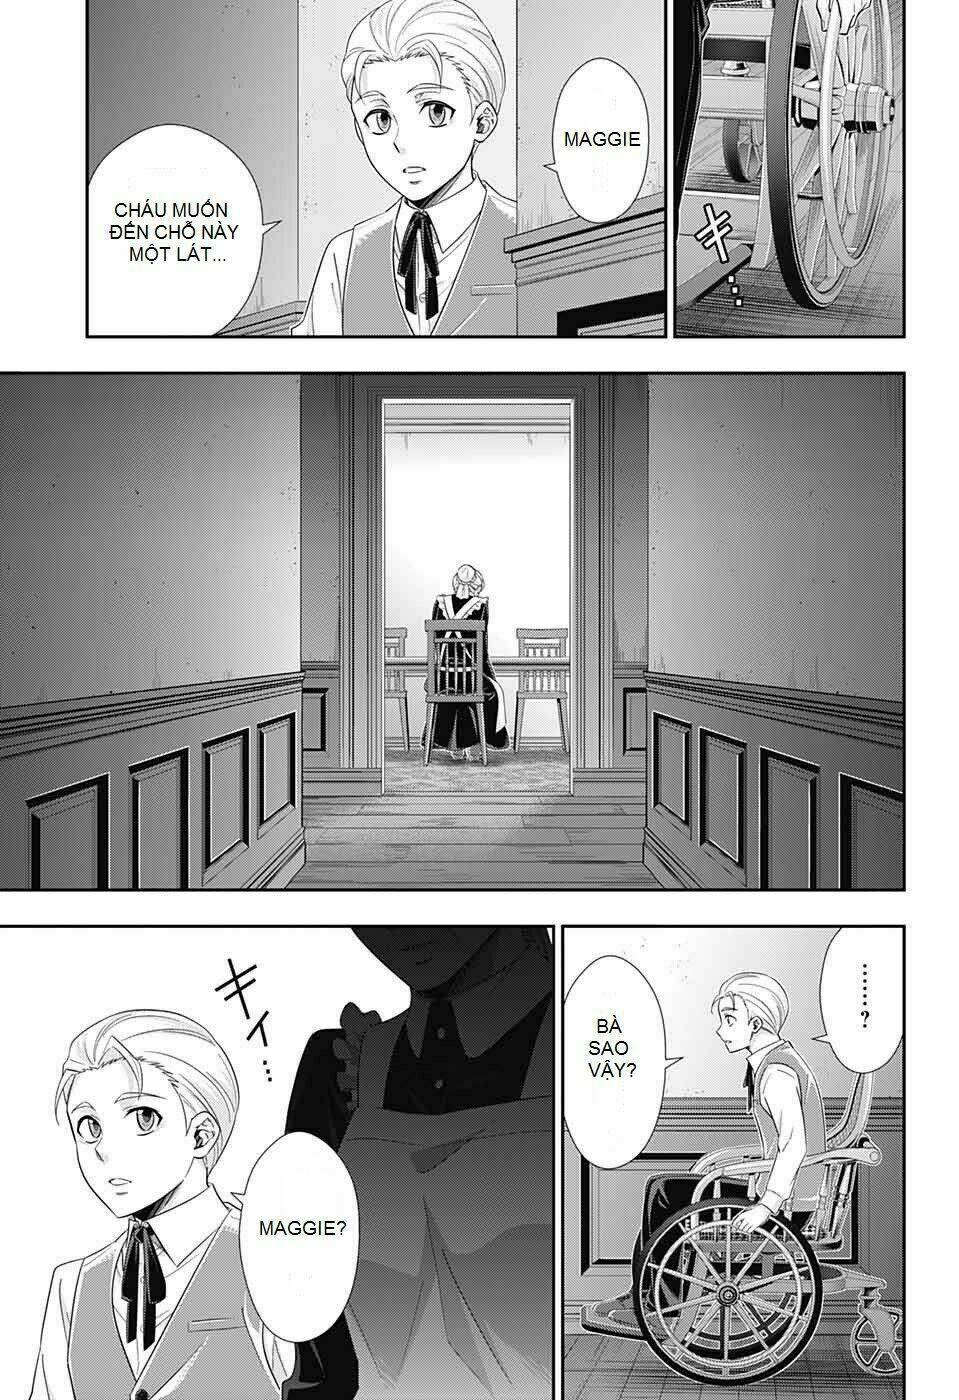 キ…
MAGGIE
CHÁU MUỐN
ĐẾN CHỖ NÀY
MỘT LÁT...
………?
BÀ
SAO
VẬY?
キィ…
MAGGIE?